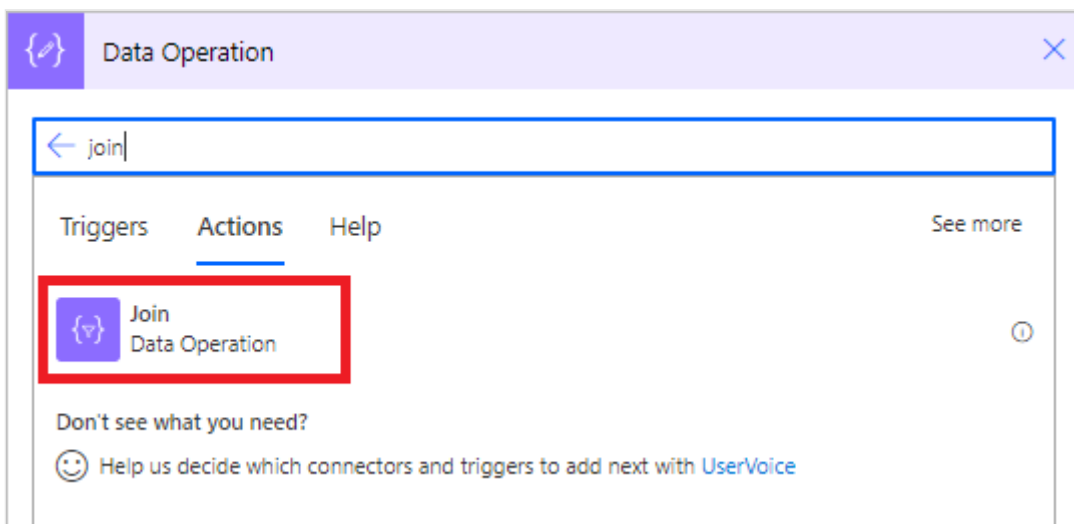 Data Operation
join
Triggers Actions Help See more
Join
Data Operation
Don't see what you need?
Help us decide which connectors and triggers to add next with UserVoice